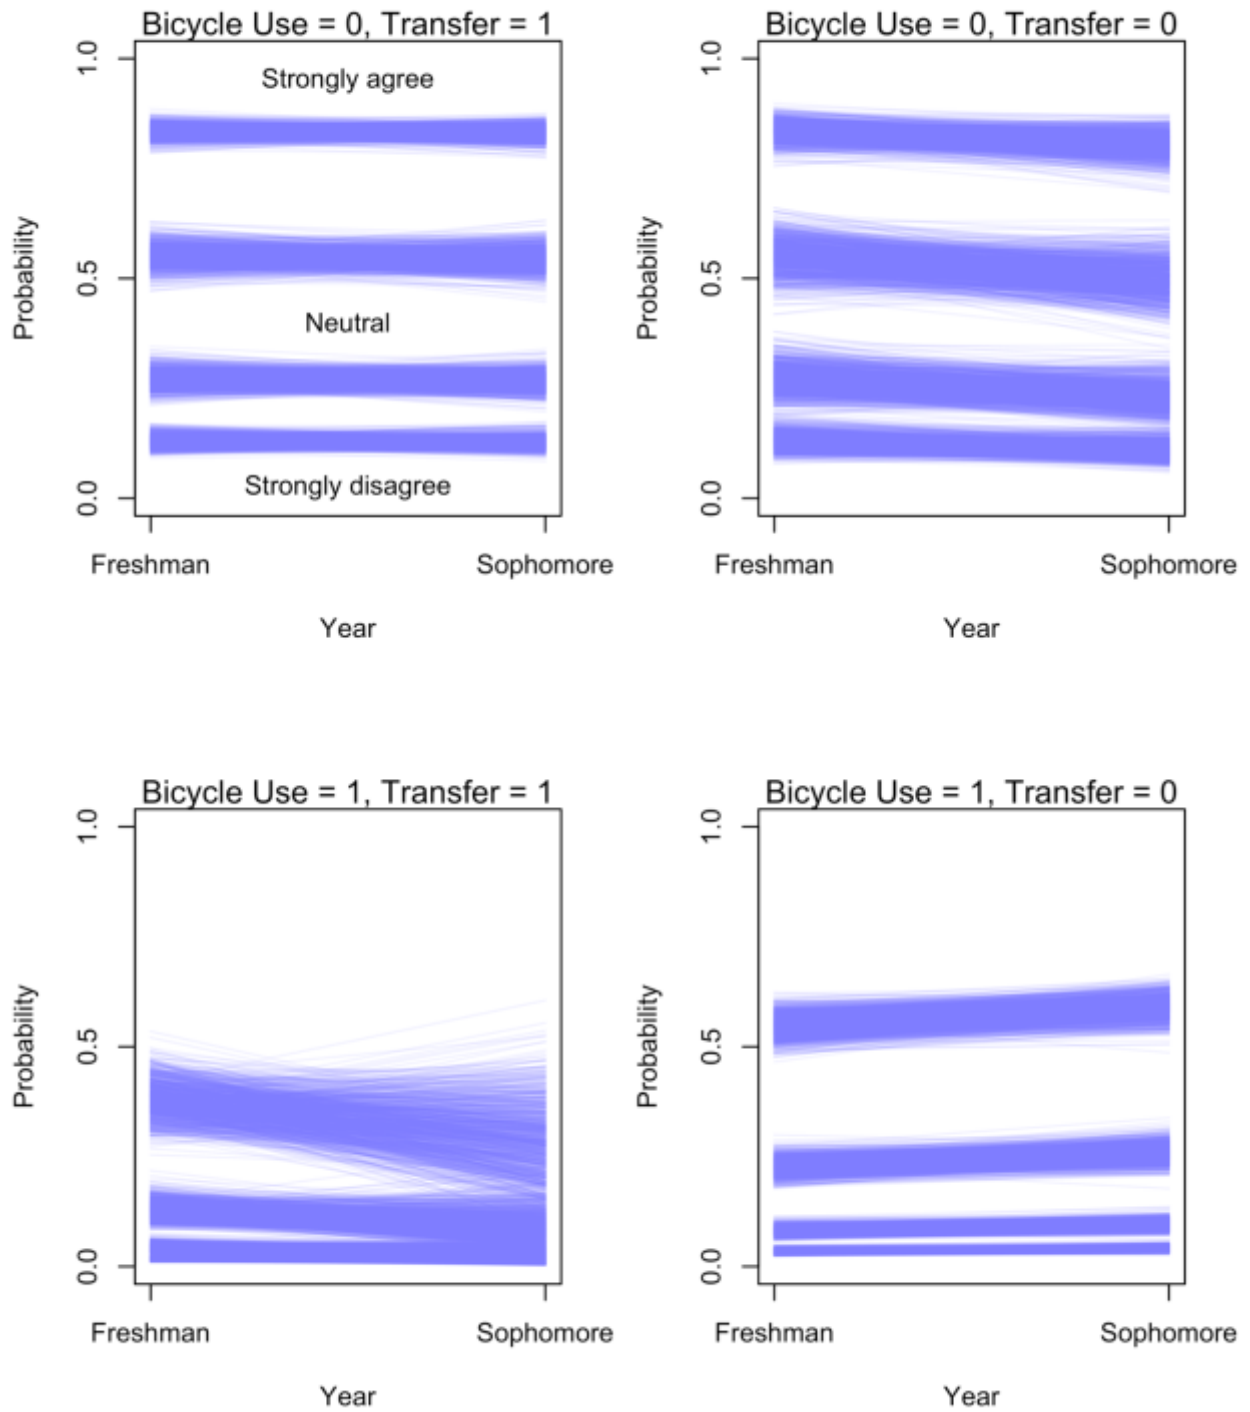 Bicycle Use = 0, Transfer = 1
1.0
Strongly agree
Probability
0.5
Neutral
0.0
Strongly disagree
Freshman Sophomore
Year
Bicycle Use = 0, Transfer = 0
1.0
Probability
0.5
0.0
Freshman Sophomore
Year
Bicycle Use = 1, Transfer = 1
1.0
Probability
0.5
0.0
Freshman Sophomore
Year
Bicycle Use = 1, Transfer = 0
1.0
Probability
0.5
0.0
Freshman Sophomore
Year